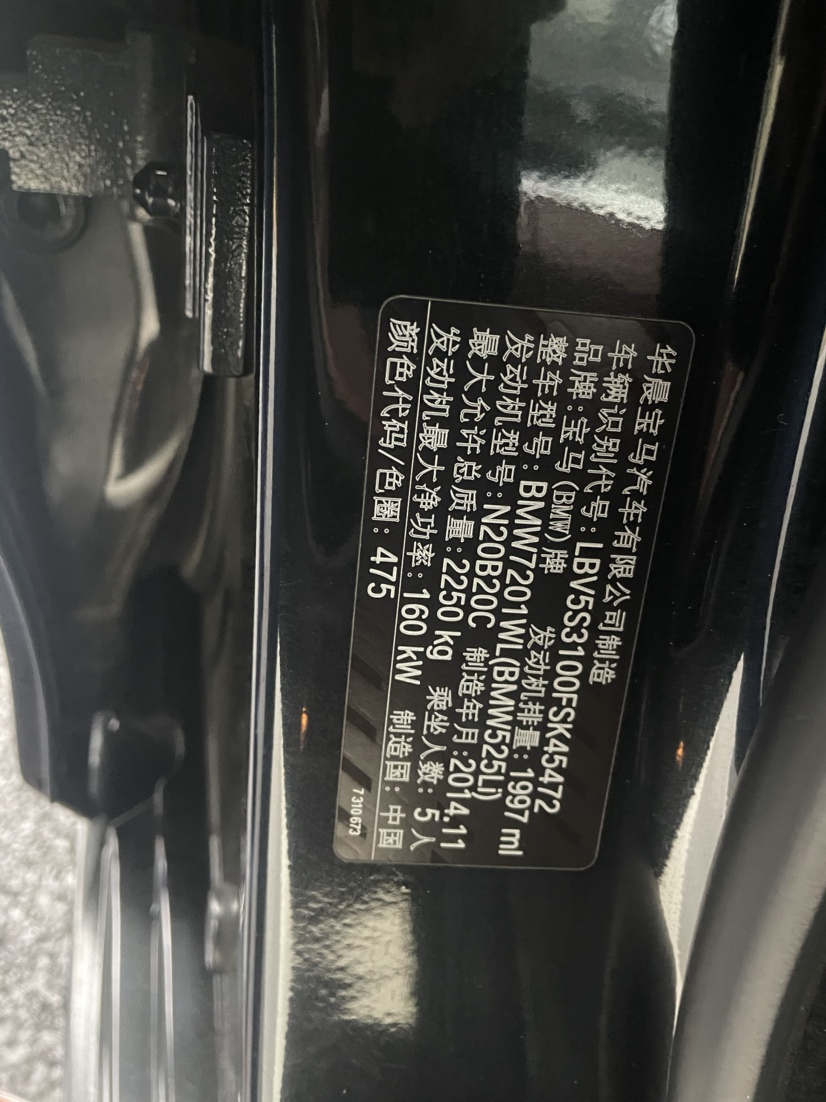 华晨宝马汽车有限公司制造
车辆识别代号:LBV5S3100FSK45472
品牌:宝马(BMW)牌 发动机排量:1997 ml
整车型号:BMW7201WL(BMW525Li)
发动机型号:N20B20C 制造年月:2014.11
最大允许总质量:2250 kg 乘坐人数: 5 人
发动机最大净功率: 160 kW 制造国: 中国
颜色代码/色圈: 475
7310673